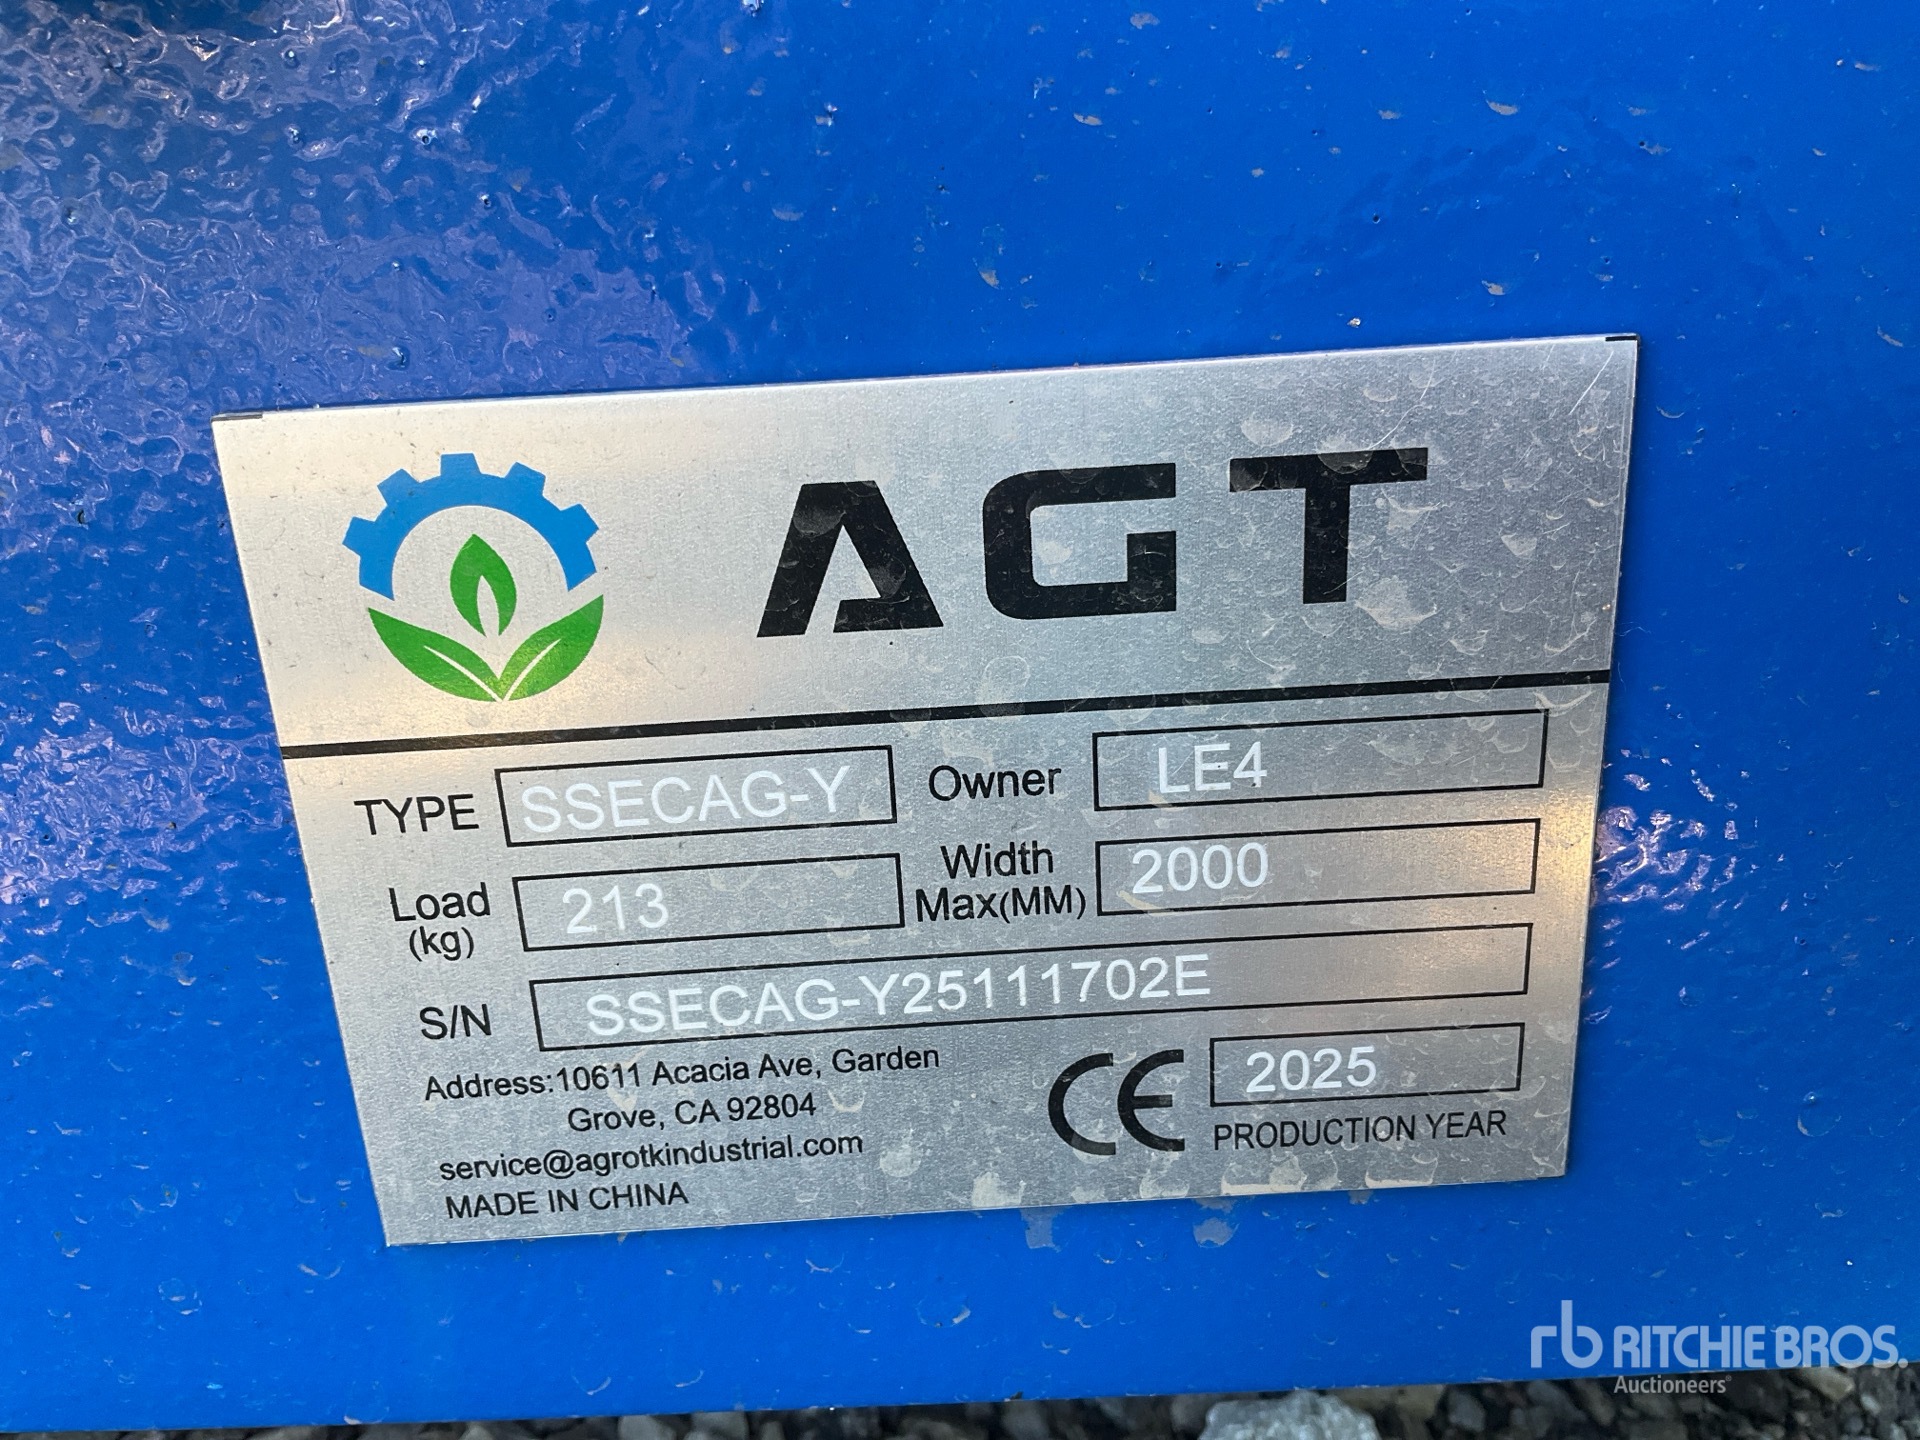 AGT
TYPE SSECAG-Y Owner LE4
Load (kg) 213 Width Max(MM) 2000
S/N SSECAG-Y25111702E
Address:10611 Acacia Ave, Garden
Grove, CA 92804
service@agrotkindustrial.com
MADE IN CHINA
CE 2025
PRODUCTION YEAR
rb RITCHIE BROS.
Auctioneers